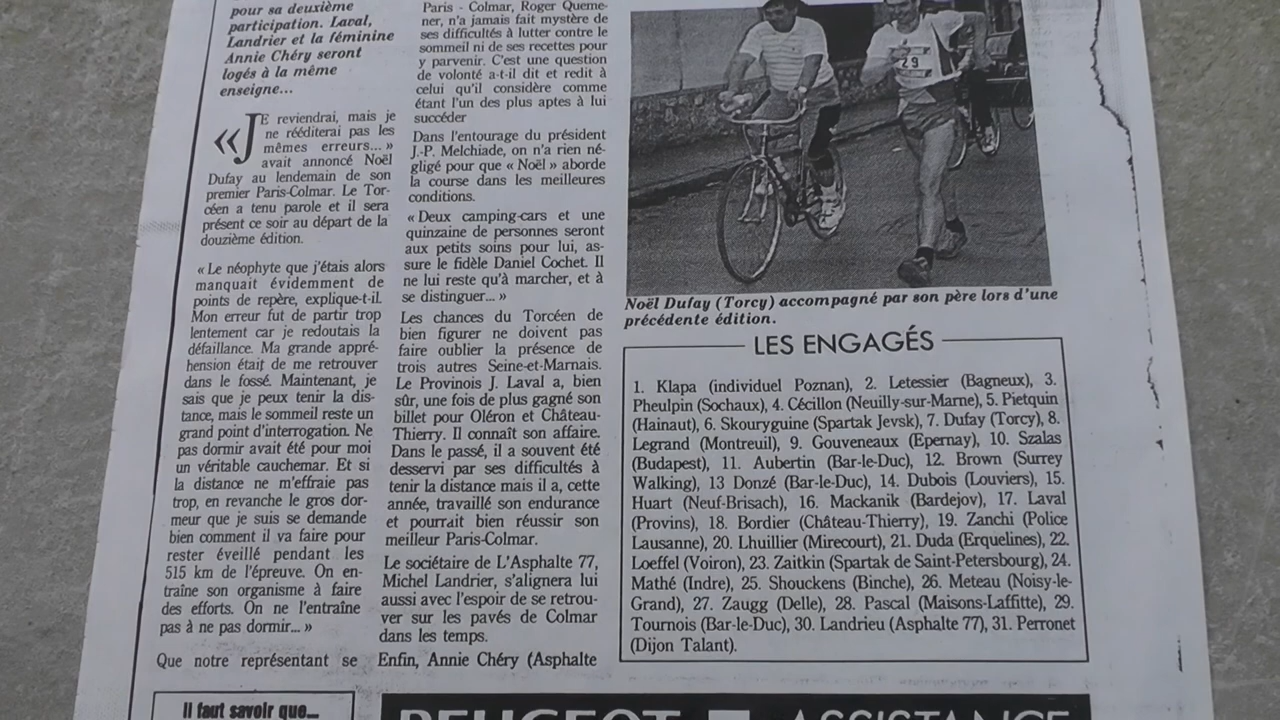 pour sa deuxième
participation. Laval,
Landrier et la féminine
Annie Chéry seront
logés à la même
enseigne...
« JE reviendrai, mais je
ne rééditerai pas les
mêmes erreurs... »
avait annoncé Noël
Dufay au lendemain de son
premier Paris-Colmar. Le Tor-
céen a tenu parole et il sera
présent ce soir au départ de la
douzième édition.
« Le néophyte que j'étais alors
manquait évidemment de
points de repère, explique-t-il.
Mon erreur fut de partir trop
lentement car je redoutais la
défaillance. Ma grande appré-
hension était de me retrouver
dans le fossé. Maintenant, je
sais que je peux tenir la dis-
tance, mais le sommeil reste un
grand point d'interrogation. Ne
pas dormir avait été pour moi
un véritable cauchemar. Et si
la distance ne m'effraie pas
trop, en revanche le gros dor-
meur que je suis se demande
bien comment il va faire pour
rester éveillé pendant les
515 km de l'épreuve. On en-
traîne son organisme à faire
des efforts. On ne l'entraîne
pas à ne pas dormir... »
Que notre représentant se
Paris - Colmar, Roger Queme-
ner, n'a jamais fait mystère de
ses difficultés à lutter contre le
sommeil ni de ses recettes pour
y parvenir. C'est une question
de volonté a-t-il dit et redit à
celui qu'il considère comme
étant l'un des plus aptes à lui
succéder
Dans l'entourage du président
J.-P. Melchiade, on n'a rien né-
gligé pour que « Noël » aborde
la course dans les meilleures
conditions.
« Deux camping-cars et une
quinzaine de personnes seront
aux petits soins pour lui, as-
sure le fidèle Daniel Cochet. Il
ne lui reste qu'à marcher, et à
se distinguer... »
Les chances du Torcéen de
bien figurer ne doivent pas
faire oublier la présence de
trois autres Seine-et-Marnais.
Le Provinois J. Laval a, bien
sûr, une fois de plus gagné son
billet pour Oléron et Château-
Thierry. Il connaît son affaire.
Dans le passé, il a souvent été
desservi par ses difficultés à
tenir la distance mais il a, cette
année, travaillé son endurance
et pourrait bien réussir son
meilleur Paris-Colmar.
Le sociétaire de L'Asphalte 77,
Michel Landrier, s'alignera lui
aussi avec l'espoir de se retrou-
ver sur les pavés de Colmar
dans les temps.
Enfin, Annie Chéry (Asphalte
29
Noël Dufay (Torcy) accompagné par son père lors d'une
précédente édition.
LES ENGAGÉS
1. Klapa (individuel Poznan), 2. Letessier (Bagneux), 3.
Pheulpin (Sochaux), 4. Cécillon (Neuilly-sur-Marne), 5. Pietquin
(Hainaut), 6. Skouryguine (Spartak Jevsk), 7. Dufay (Torcy), 8.
Legrand (Montreuil), 9. Gouveneaux (Epernay), 10. Szalas
(Budapest), 11. Aubertin (Bar-le-Duc), 12. Brown (Surrey
Walking), 13 Donzé (Bar-le-Duc), 14. Dubois (Louviers), 15.
Huart (Neuf-Brisach), 16. Mackanik (Bardejov), 17. Laval
(Provins), 18. Bordier (Château-Thierry), 19. Zanchi (Police
Lausanne), 20. Lhuillier (Mirecourt), 21. Duda (Erquelines), 22.
Loeffel (Voiron), 23. Zaitkin (Spartak de Saint-Petersbourg), 24.
Mathé (Indre), 25. Shouckens (Binche), 26. Meteau (Noisy-le-
Grand), 27. Zaugg (Delle), 28. Pascal (Maisons-Laffitte), 29.
Tournois (Bar-le-Duc), 30. Landrieu (Asphalte 77), 31. Perronet
(Dijon Talant).
Il faut savoir que...
PEUGEOT ASSISTANCE